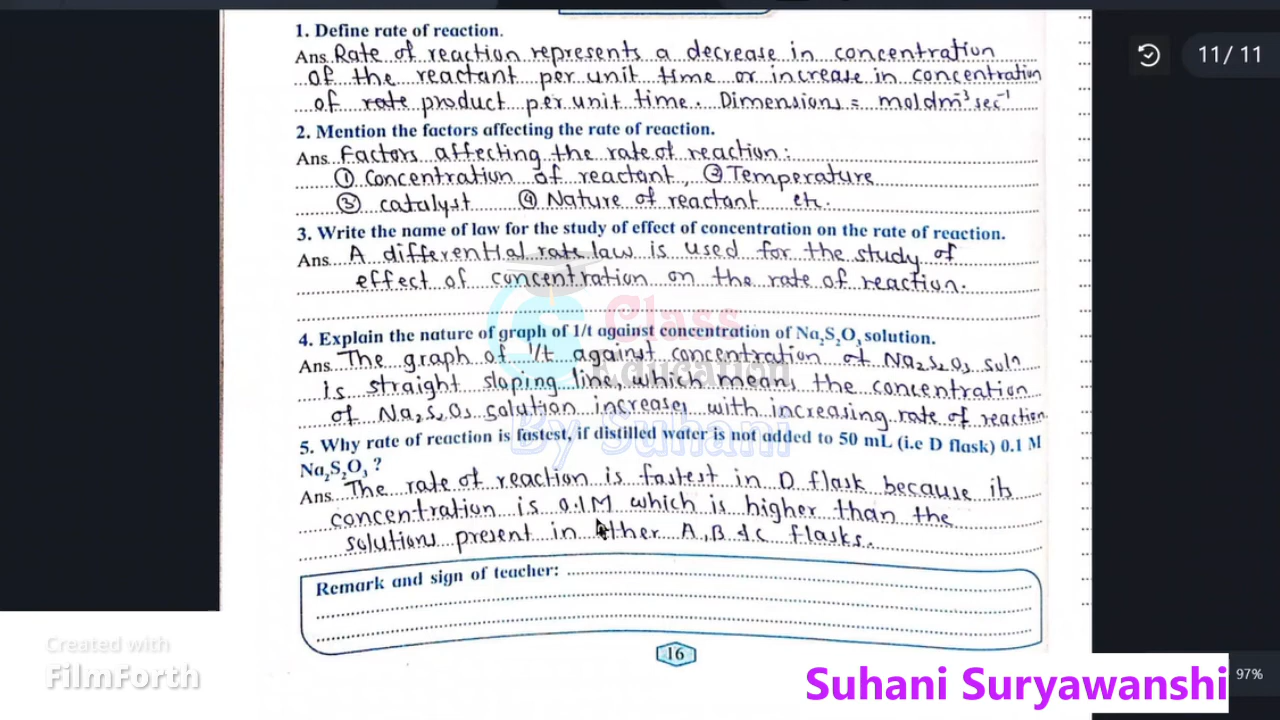 11 / 11
1. Define rate of reaction.
Ans Rate of reaction represents a decrease in concentration
of the reactant per unit time or increase in concentration
of rate product per unit time. Dimensions = mol dm⁻³ sec⁻¹
2. Mention the factors affecting the rate of reaction.
Ans Factors affecting the rate of reaction:
① Concentration of reactant, ② Temperature
③ catalyst ④ Nature of reactant etc.
3. Write the name of law for the study of effect of concentration on the rate of reaction.
Ans. A differential rate law is used for the study of
effect of concentration on the rate of reaction.
4. Explain the nature of graph of 1/t against concentration of Na₂S₂O₃ solution.
Ans The graph of 1/t against concentration of Na₂S₂O₃ solⁿ
is straight sloping line, which means the concentration
of Na₂S₂O₃ solution increases with increasing rate of reaction
5. Why rate of reaction is fastest, if distilled water is not added to 50 mL (i.e D flask) 0.1 M
Na₂S₂O₃ ?
Ans The rate of reaction is fastest in D flask because its
concentration is 0.1M which is higher than the
solutions present in other A, B & C flasks.
Remark and sign of teacher:
16
Class
Education
By Suhani
Created with
FilmForth
Suhani Suryawanshi
97%